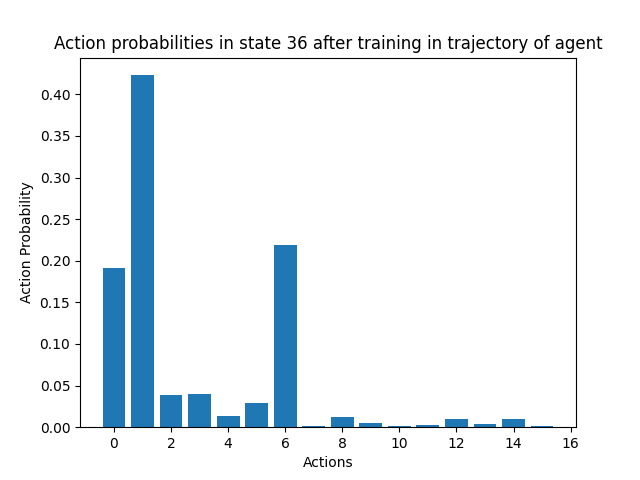 Action probabilities in state 36 after training in trajectory of agent
0.40
0.35
0.30
0.25
0.20
0.15
0.10
0.05
0.00
Action Probability
0 2 4 6 8 10 12 14 16
Actions